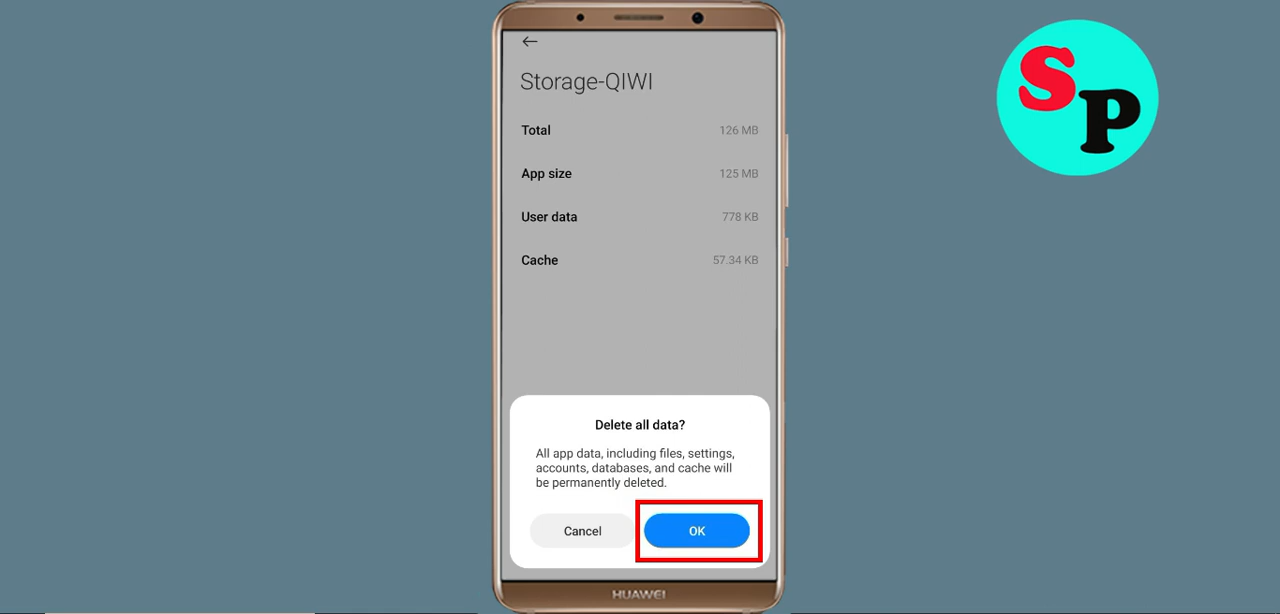 Storage-QIWI
Total 126 MB
App size 125 MB
User data 778 KB
Cache 57.34 KB
Delete all data?
All app data, including files, settings,
accounts, databases, and cache will
be permanently deleted.
Cancel OK
HUAWEI
SP